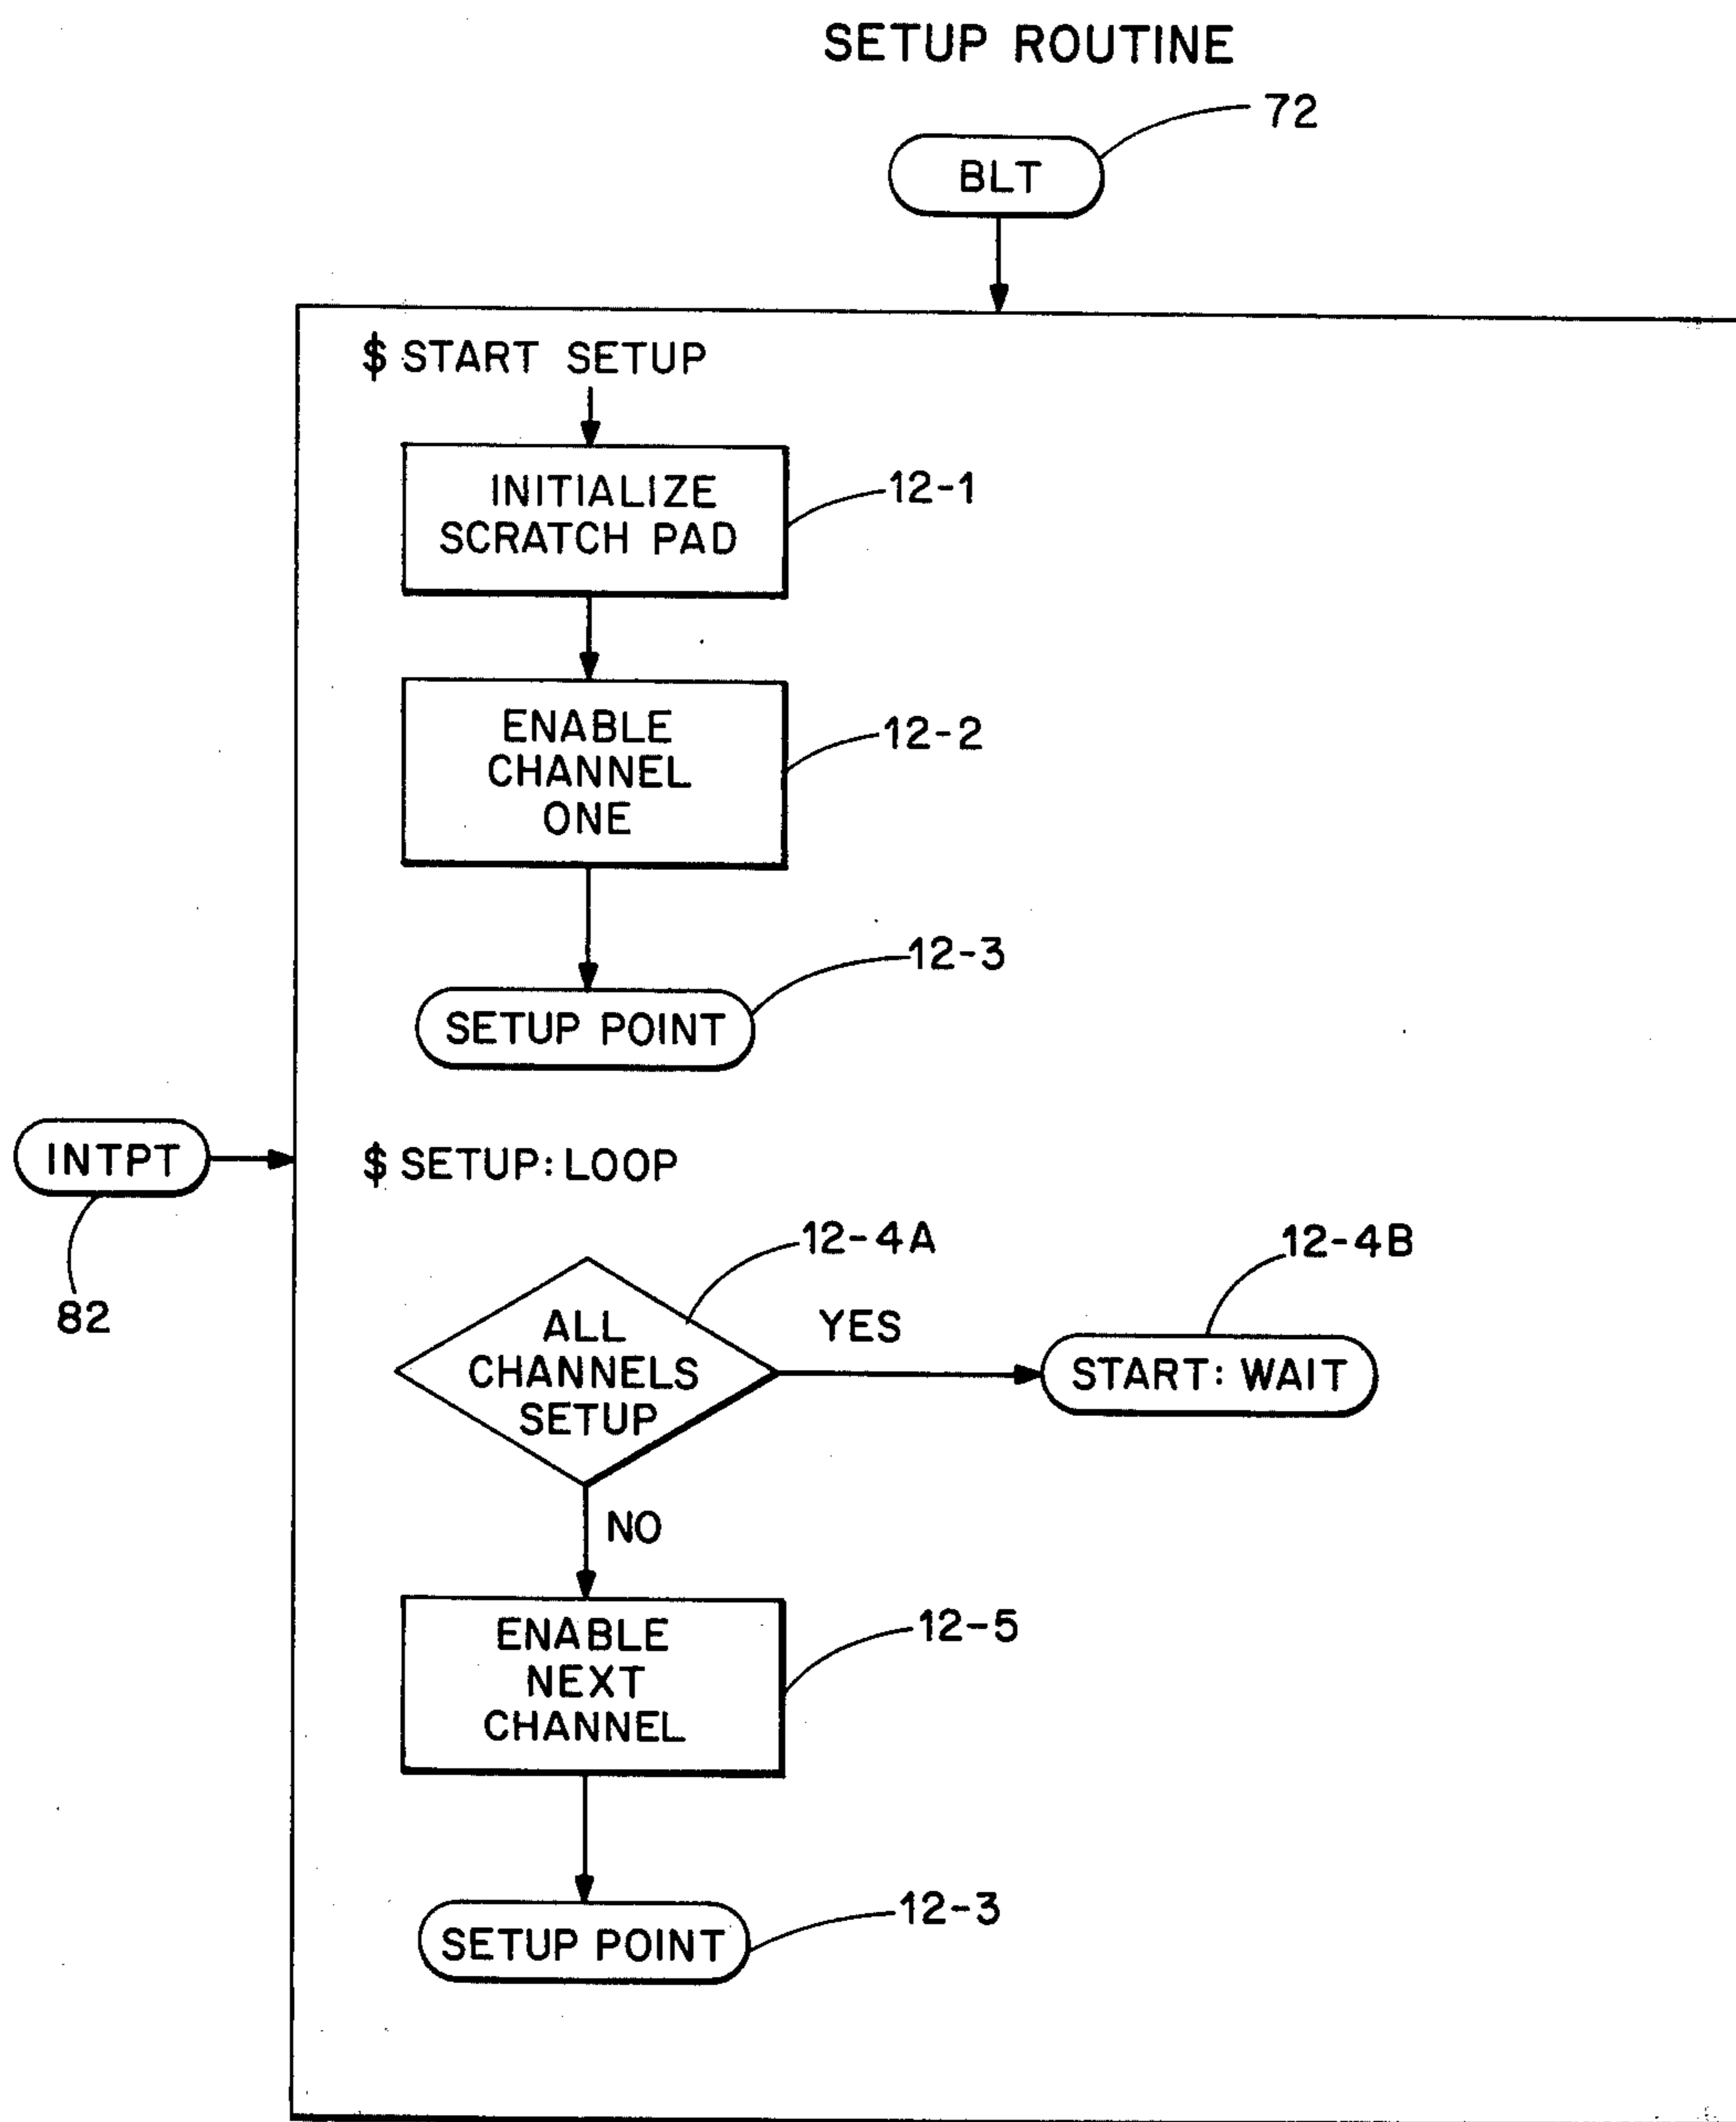 SETUP ROUTINE
72
BLT
$ START SETUP
INITIALIZE
SCRATCH PAD
12-1
ENABLE
CHANNEL
ONE
12-2
12-3
SETUP POINT
INTPT
82
$ SETUP: LOOP
12-4A
12-4B
ALL
CHANNELS
SETUP
YES
START: WAIT
NO
ENABLE
NEXT
CHANNEL
12-5
12-3
SETUP POINT